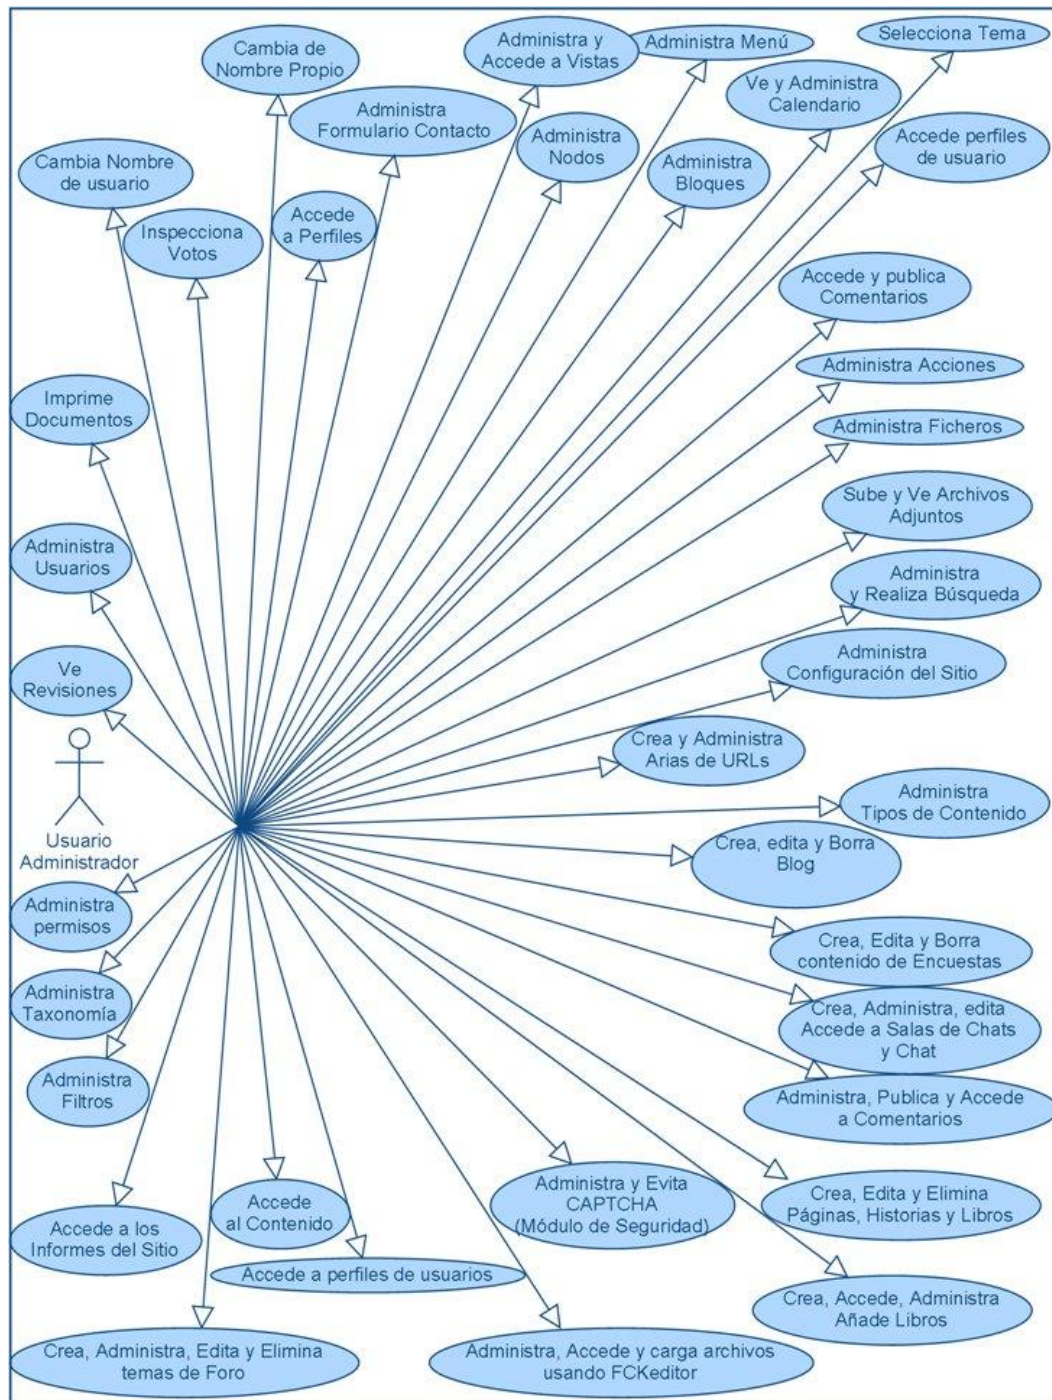 Cambia de
Nombre Propio
Administra y
Accede a Vistas
Administra Menú
Selecciona Tema
Ve y Administra
Calendario
Administra
Formulario Contacto
Administra
Nodos
Administra
Bloques
Accede perfiles
de usuario
Cambia Nombre
de usuario
Inspecciona
Votos
Accede
a Perfiles
Accede y publica
Comentarios
Administra Acciones
Imprime
Documentos
Administra Ficheros
Sube y Ve Archivos
Adjuntos
Administra
Usuarios
Administra
y Realiza Búsqueda
Administra
Configuración del Sitio
Ve
Revisiones
Crea y Administra
Arias de URLs
Administra
Tipos de Contenido
Usuario
Administrador
Crea, edita y Borra
Blog
Administra
permisos
Crea, Edita y Borra
contenido de Encuestas
Administra
Taxonomía
Crea, Administra, edita
Accede a Salas de Chats
y Chat
Administra
Filtros
Administra, Publica y Accede
a Comentarios
Accede a los
Informes del Sitio
Accede
al Contenido
Administra y Evita
CAPTCHA
(Módulo de Seguridad)
Crea, Edita y Elimina
Páginas, Historias y Libros
Accede a perfiles de usuarios
Crea, Accede, Administra
Añade Libros
Crea, Administra, Edita y Elimina
temas de Foro
Administra, Accede y carga archivos
usando FCKeditor